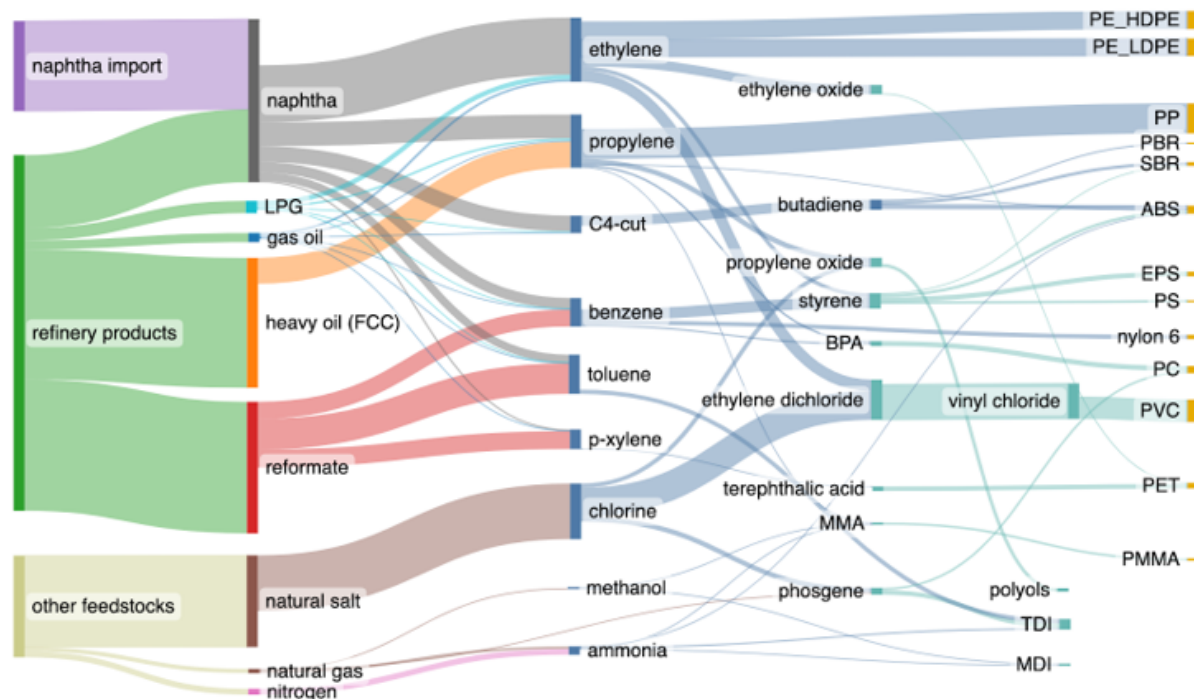 naphtha import
refinery products
other feedstocks
naphtha
LPG
gas oil
heavy oil (FCC)
reformate
natural salt
natural gas
nitrogen
ethylene
propylene
C4-cut
benzene
toluene
p-xylene
chlorine
methanol
ammonia
ethylene oxide
butadiene
propylene oxide
styrene
BPA
ethylene dichloride
terephthalic acid
MMA
phosgene
vinyl chloride
polyols
TDI
MDI
PE_HDPE
PE_LDPE
PP
PBR
SBR
ABS
EPS
PS
nylon 6
PC
PVC
PET
PMMA